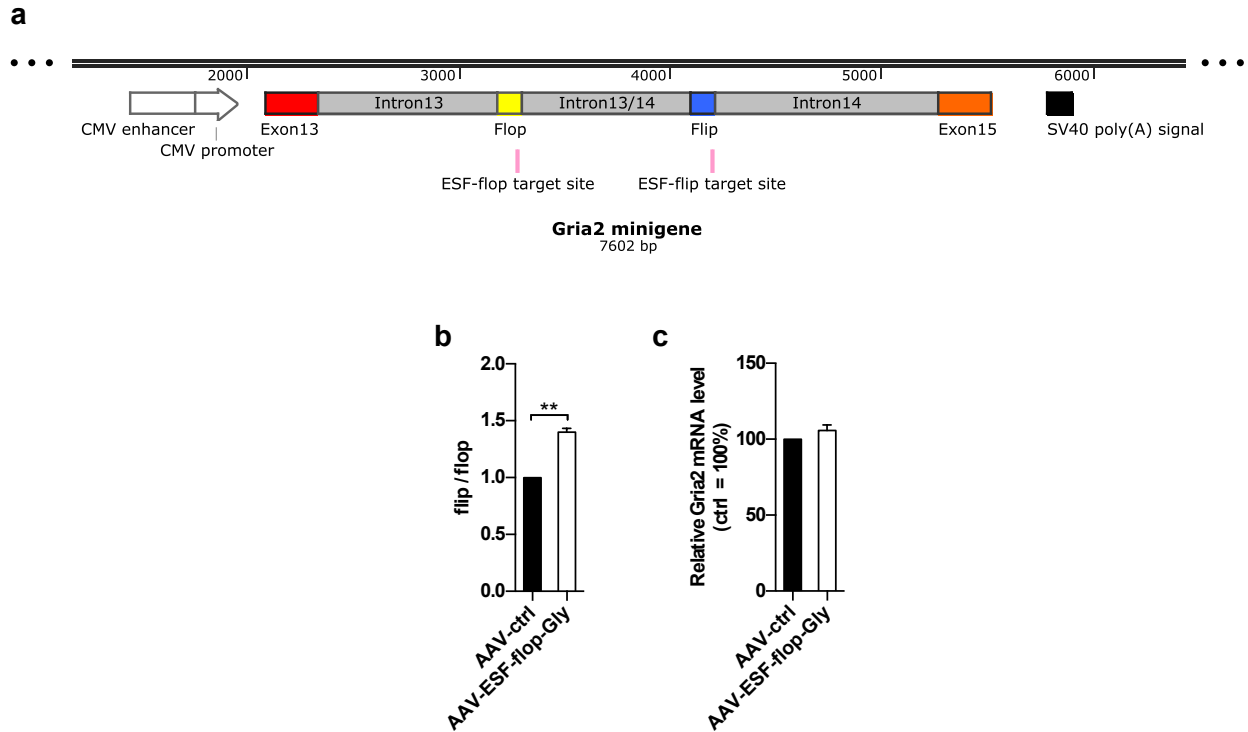 a
2000 3000 4000 5000 6000
Intron13 Intron13/14 Intron14
CMV enhancer Exon13 Flop Flip Exon15 SV40 poly(A) signal
CMV promoter
ESF-flop target site ESF-flip target site
Gria2 minigene
7602 bp
b
flip / flop
2.0
1.5
1.0
0.5
0.0
**
AAV-ctrl
AAV-ESF-flop-Gly
c
Relative Gria2 mRNA level
(ctrl = 100%)
150
100
50
0
AAV-ctrl
AAV-ESF-flop-Gly